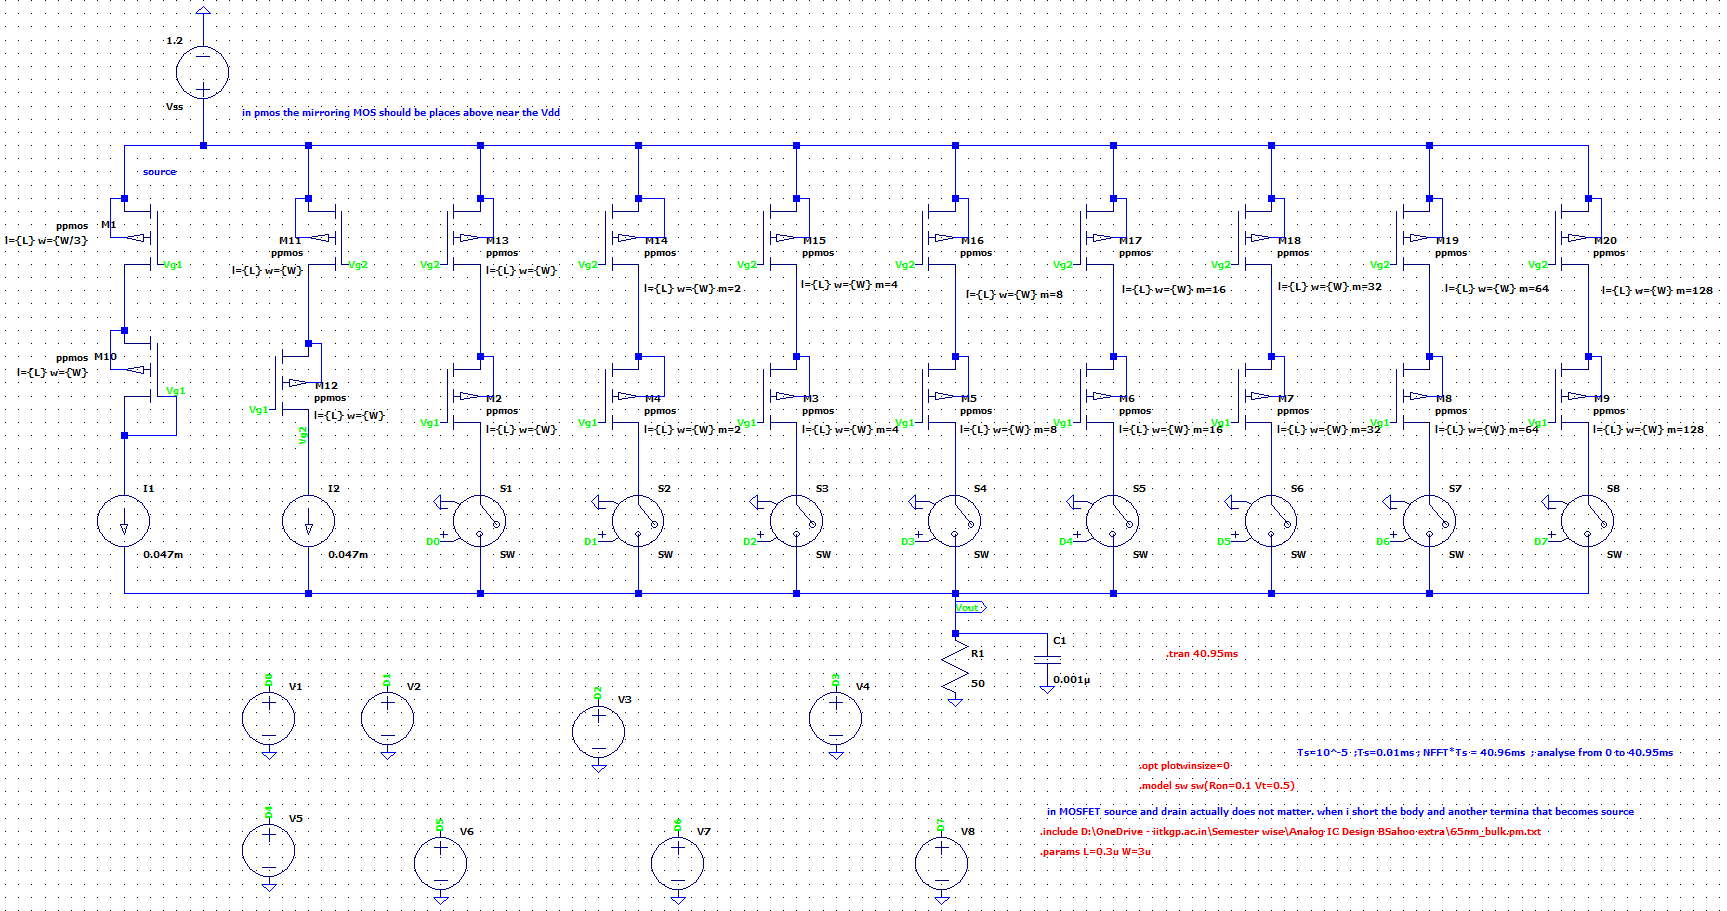 1.2
Vss
in pmos the mirroring MOS should be places above near the Vdd
source
M1
ppmos
l={L} w={W/3}
Vg1
M11
ppmos
l={L} w={W}
Vg2
M13
ppmos
l={L} w={W}
Vg2
M14
ppmos
l={L} w={W} m=2
Vg2
M15
ppmos
l={L} w={W} m=4
Vg2
M16
ppmos
l={L} w={W} m=8
Vg2
M17
ppmos
l={L} w={W} m=16
Vg2
M18
ppmos
l={L} w={W} m=32
Vg2
M19
ppmos
l={L} w={W} m=64
Vg2
M20
ppmos
l={L} w={W} m=128
Vg2
M10
ppmos
l={L} w={W}
Vg1
M12
ppmos
l={L} w={W}
Vg1
Vg2
M2
ppmos
l={L} w={W}
Vg1
M4
ppmos
l={L} w={W} m=2
Vg1
M3
ppmos
l={L} w={W} m=4
Vg1
M5
ppmos
l={L} w={W} m=8
Vg1
M6
ppmos
l={L} w={W} m=16
Vg1
M7
ppmos
l={L} w={W} m=32
Vg1
M8
ppmos
l={L} w={W} m=64
Vg1
M9
ppmos
l={L} w={W} m=128
Vg1
I1
0.047m
I2
0.047m
S1
D0
SW
S2
D1
SW
S3
D2
SW
S4
D3
SW
S5
D4
SW
S6
D5
SW
S7
D6
SW
S8
D7
SW
Vout
R1
50
C1
0.001µ
.tran 40.95ms
D0
V1
D1
V2
D2
V3
D3
V4
Ts=10^-5 ;Ts=0.01ms ; NFFT*Ts = 40.96ms ; analyse from 0 to 40.95ms
.opt plotwinsize=0
.model sw sw(Ron=0.1 Vt=0.5)
in MOSFET source and drain actually does not matter. when i short the body and another termina that becomes source
.include D:\OneDrive - iitkgp.ac.in\Semester wise\Analog IC Design BSahoo extra\65nm_bulk.pm.txt
.params L=0.3u W=3u
D4
V5
D5
V6
D6
V7
D7
V8